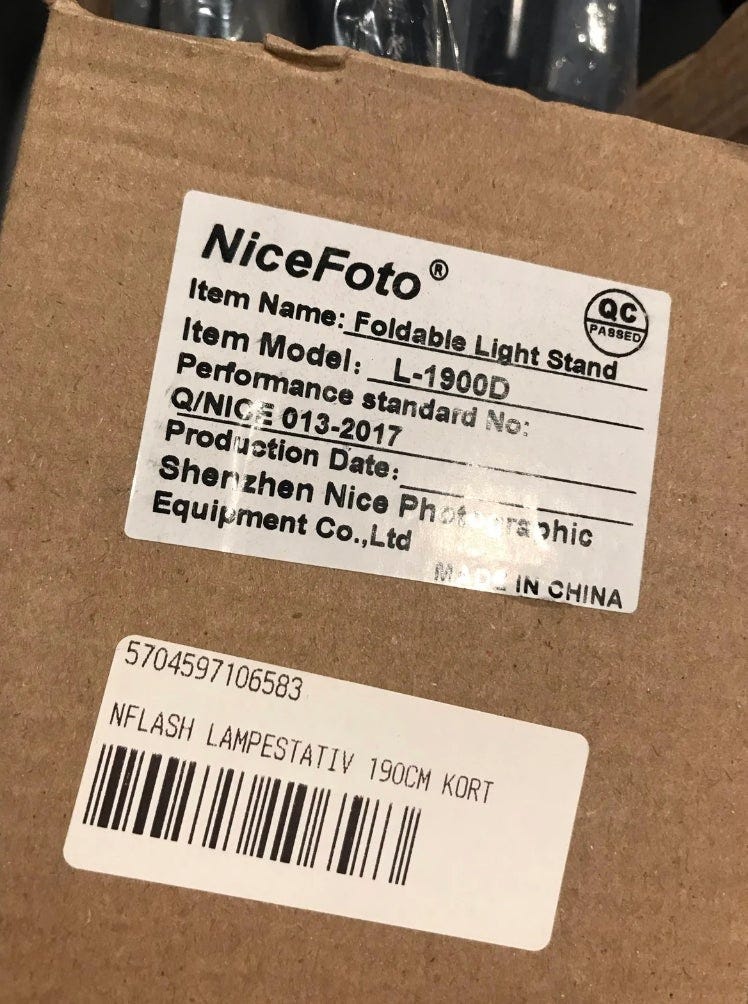 NiceFoto®
QC
PASSED
Item Name: Foldable Light Stand
Item Model: L-1900D
Performance standard No:
Q/NICE 013-2017
Production Date:
Shenzhen Nice Photographic
Equipment Co.,Ltd
MADE IN CHINA
5704597106583
NFLASH LAMPESTATIV 190CM KORT